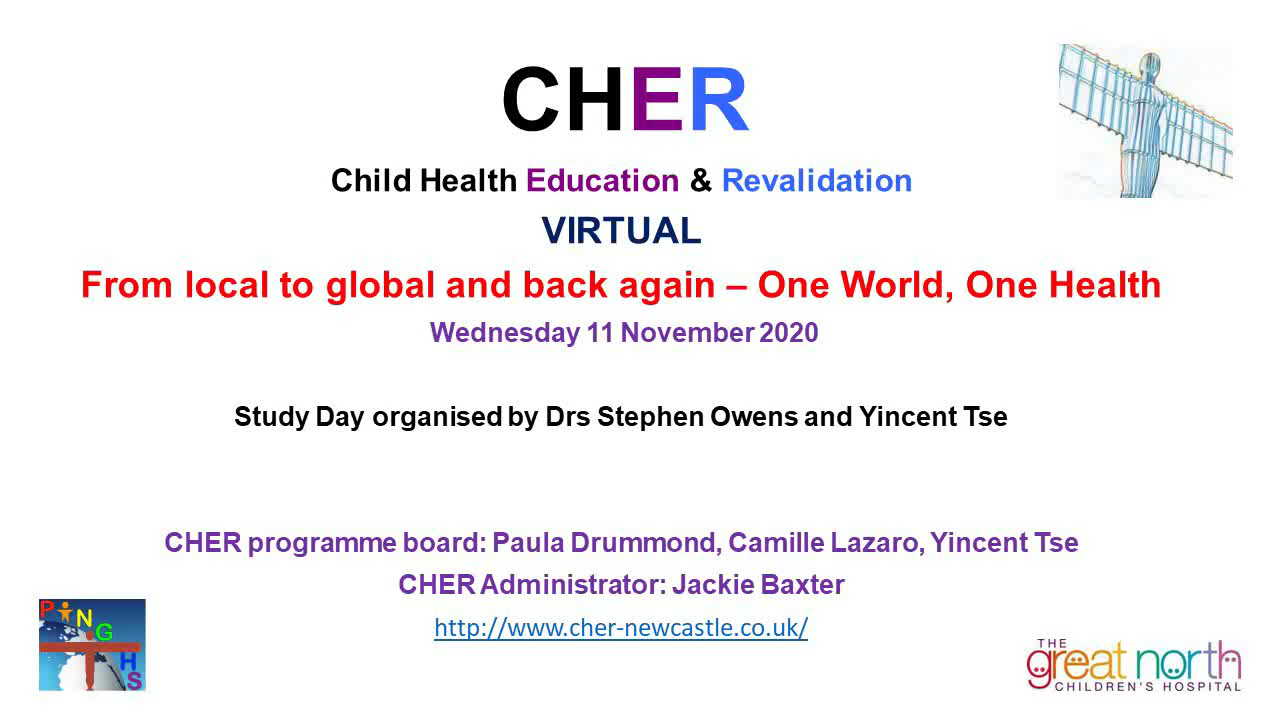 CHER
Child Health Education & Revalidation
VIRTUAL
From local to global and back again – One World, One Health
Wednesday 11 November 2020
Study Day organised by Drs Stephen Owens and Yincent Tse
CHER programme board: Paula Drummond, Camille Lazaro, Yincent Tse
CHER Administrator: Jackie Baxter
http://www.cher-newcastle.co.uk/
PiNGHS
THE
great north
CHILDREN'S HOSPITAL